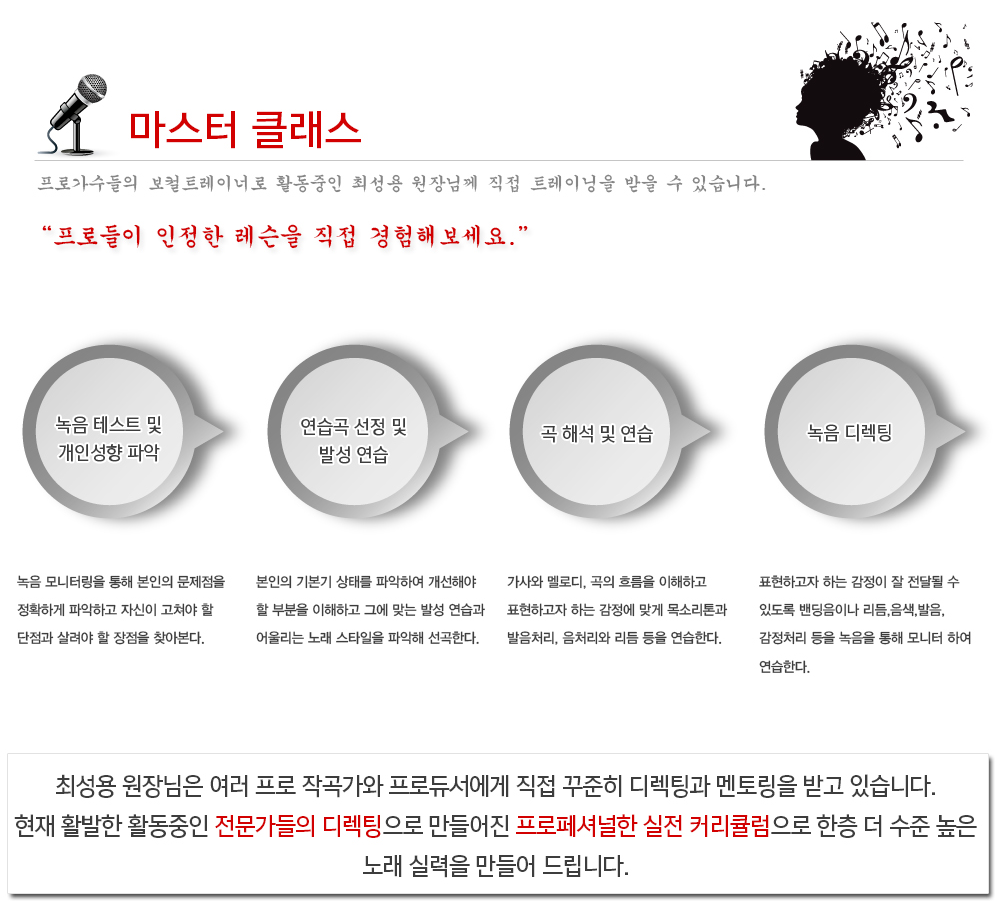 마스터 클래스
프로가수들의 보컬트레이너로 활동중인 최성용 원장님께 직접 트레이닝을 받을 수 있습니다.
“프로들이 인정한 레슨을 직접 경험해보세요.”
녹음 테스트 및
개인성향 파악
연습곡 선정 및
발성 연습
곡 해석 및 연습
녹음 디렉팅
녹음 모니터링을 통해 본인의 문제점을
정확하게 파악하고 자신이 고쳐야 할
단점과 살려야 할 장점을 찾아본다.
본인의 기본기 상태를 파악하여 개선해야
할 부분을 이해하고 그에 맞는 발성 연습과
어울리는 노래 스타일을 파악해 선곡한다.
가사와 멜로디, 곡의 흐름을 이해하고
표현하고자 하는 감정에 맞게 목소리톤과
발음처리, 음처리와 리듬 등을 연습한다.
표현하고자 하는 감정이 잘 전달될 수
있도록 밴딩음이나 리듬,음색,발음,
감정처리 등을 녹음을 통해 모니터 하여
연습한다.
최성용 원장님은 여러 프로 작곡가와 프로듀서에게 직접 꾸준히 디렉팅과 멘토링을 받고 있습니다.
현재 활발한 활동중인 전문가들의 디렉팅으로 만들어진 프로페셔널한 실전 커리큘럼으로 한층 더 수준 높은
노래 실력을 만들어 드립니다.